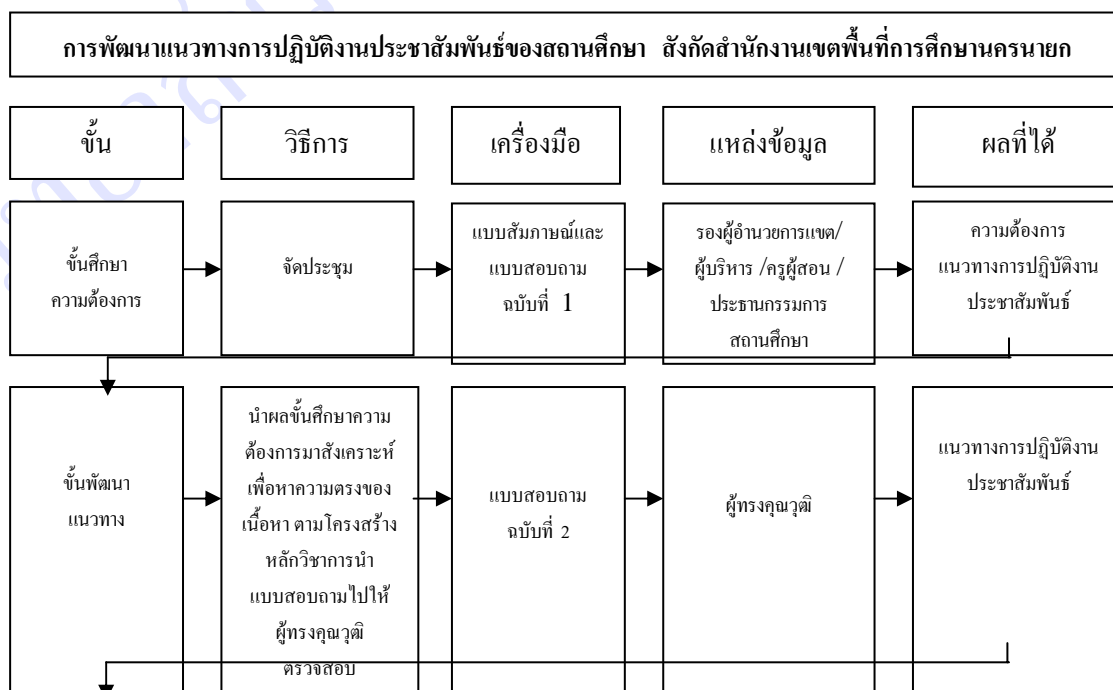 การพัฒนาแนวทางการปฏิบัติงานประชาสัมพันธ์ของสถานศึกษา สังกัดสำนักงานเขตพื้นที่การศึกษานครนายก
ขั้น
วิธีการ
เครื่องมือ
แหล่งข้อมูล
ผลที่ได้
ขั้นศึกษา
ความต้องการ
จัดประชุม
แบบสัมภาษณ์และ
แบบสอบถาม
ฉบับที่ 1
รองผู้อำนวยการแขต/
ผู้บริหาร /ครูผู้สอน /
ประธานกรรมการ
สถานศึกษา
ความต้องการ
แนวทางการปฏิบัติงาน
ประชาสัมพันธ์
ขั้นพัฒนา
แนวทาง
นำผลขั้นศึกษาความ
ต้องการมาสังเคราะห์
เพื่อหาความตรงของ
เนื้อหา ตามโครงสร้าง
หลักวิชาการนำ
แบบสอบถามไปให้
ผู้ทรงคุณวุฒิ
ตรวจสอบ
แบบสอบถาม
ฉบับที่ 2
ผู้ทรงคุณวุฒิ
แนวทางการปฏิบัติงาน
ประชาสัมพันธ์